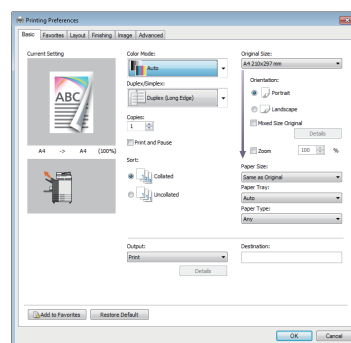 Printing Preferences
Basic Favorites Layout Finishing Image Advanced
Current Setting
ABC
A4 -> A4 (100%)
Color Mode:
Auto
Duplex/Simplex:
Duplex (Long Edge)
Copies:
1
Print and Pause
Sort:
Collated
Uncollated
Output:
Print
Details
Original Size:
A4 210x297 mm
Orientation:
Portrait
Landscape
Mixed Size Original
Details
Zoom 100 %
Paper Size:
Same as Original
Paper Tray:
Auto
Paper Type:
Any
Destination:
Add to Favorites Restore Default
OK Cancel